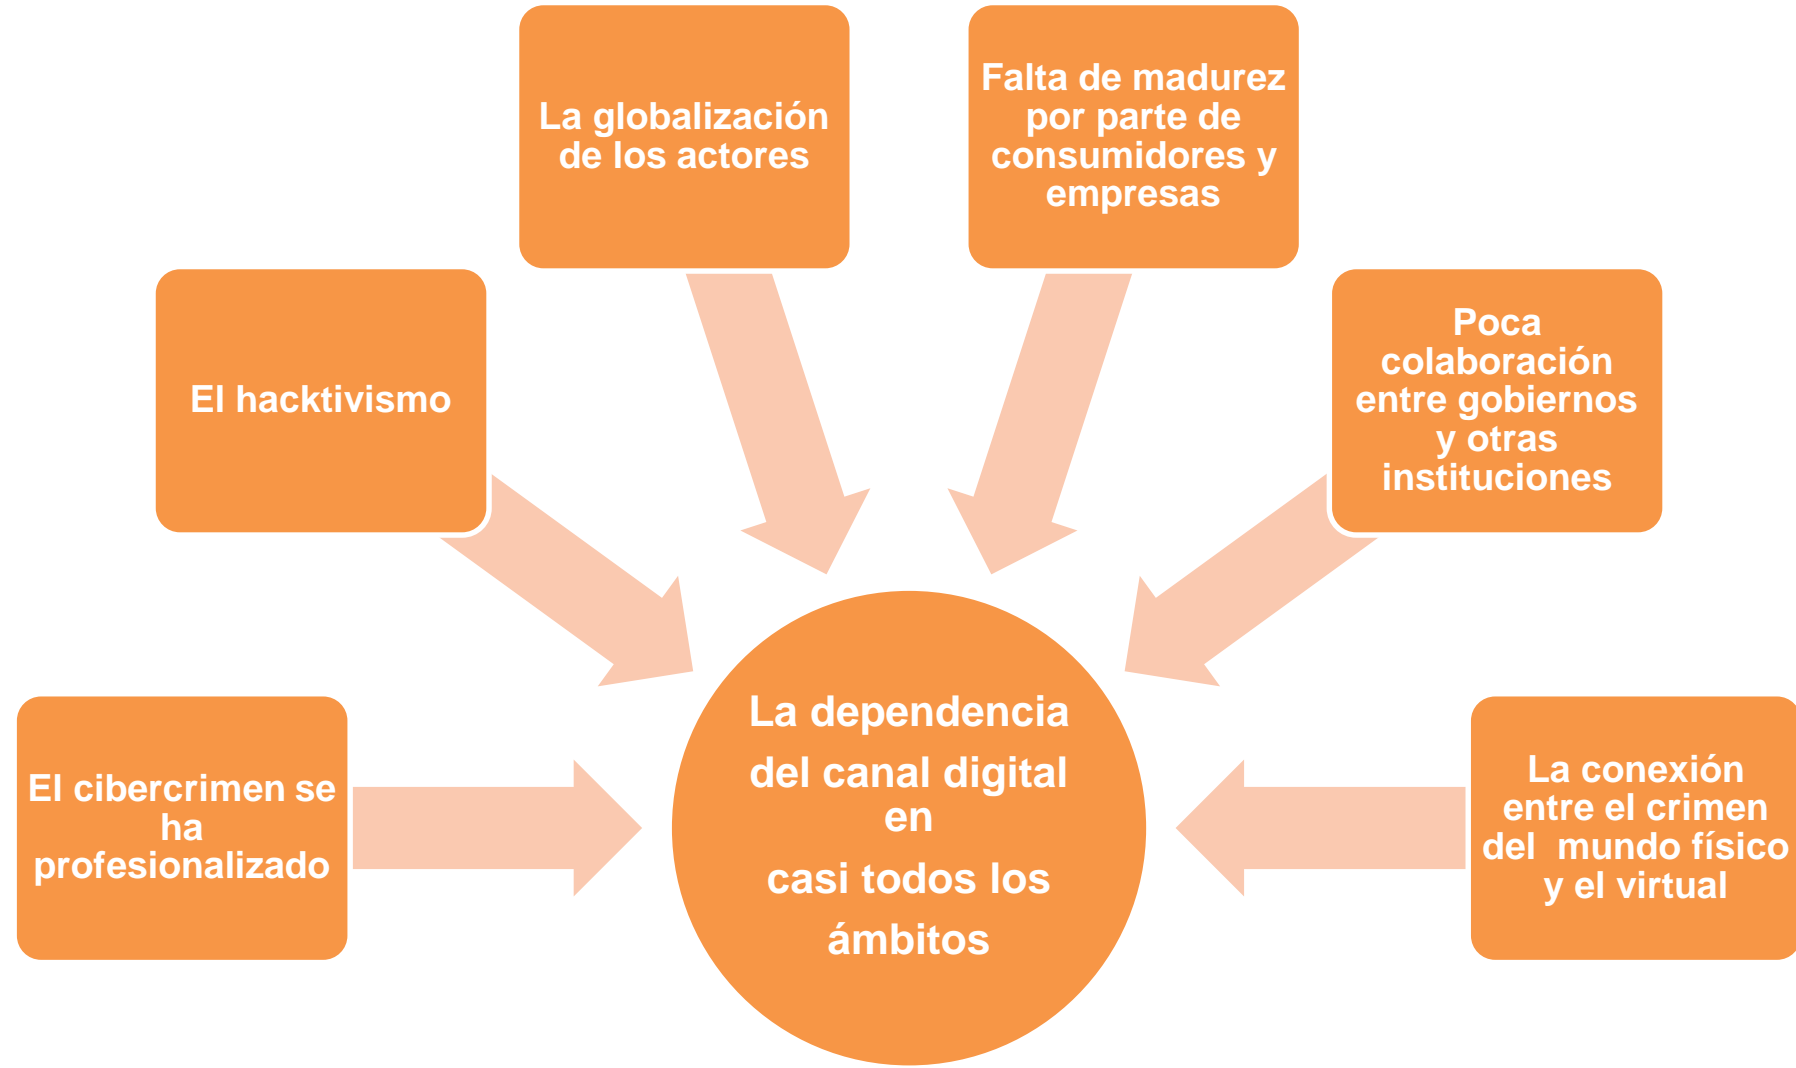 La globalización
de los actores
Falta de madurez
por parte de
consumidores y
empresas
El hacktivismo
Poca
colaboración
entre gobiernos
y otras
instituciones
El cibercrimen se
ha
profesionalizado
La dependencia
del canal digital
en
casi todos los
ámbitos
La conexión
entre el crimen
del  mundo físico
y el virtual